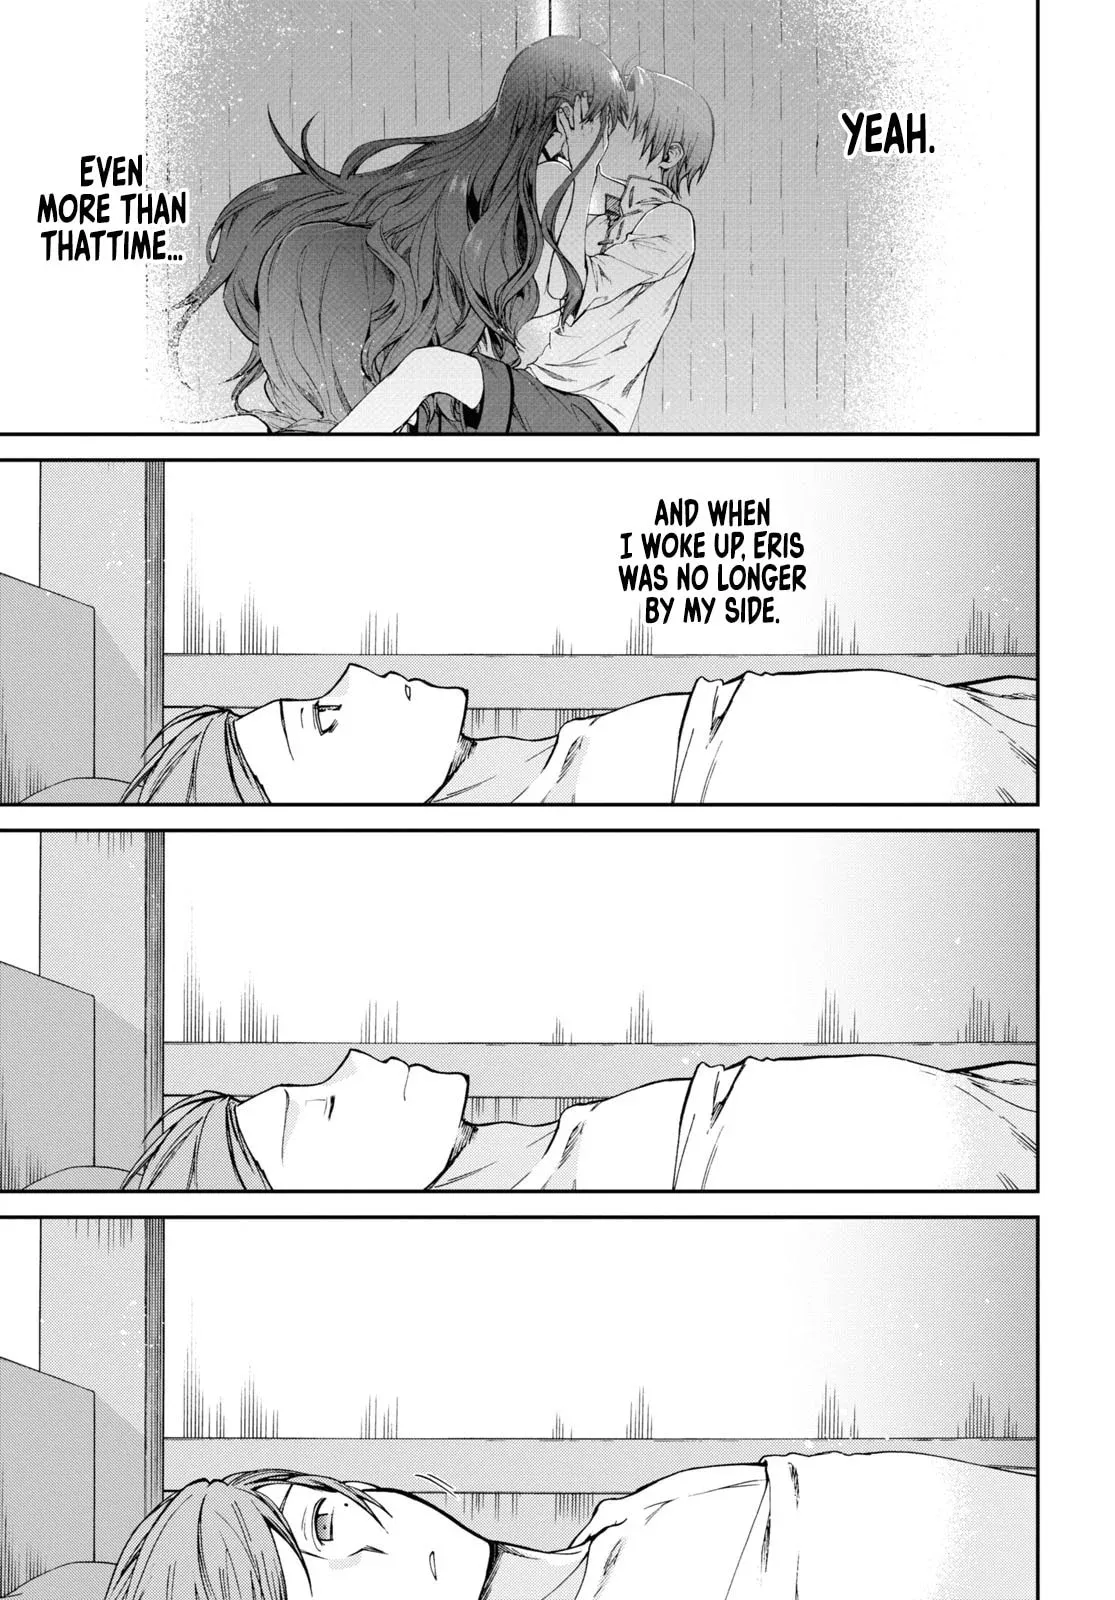 YEAH.
EVEN
MORE THAN
THATTIME...
AND WHEN
I WOKE UP, ERIS
WAS NO LONGER
BY MY SIDE.